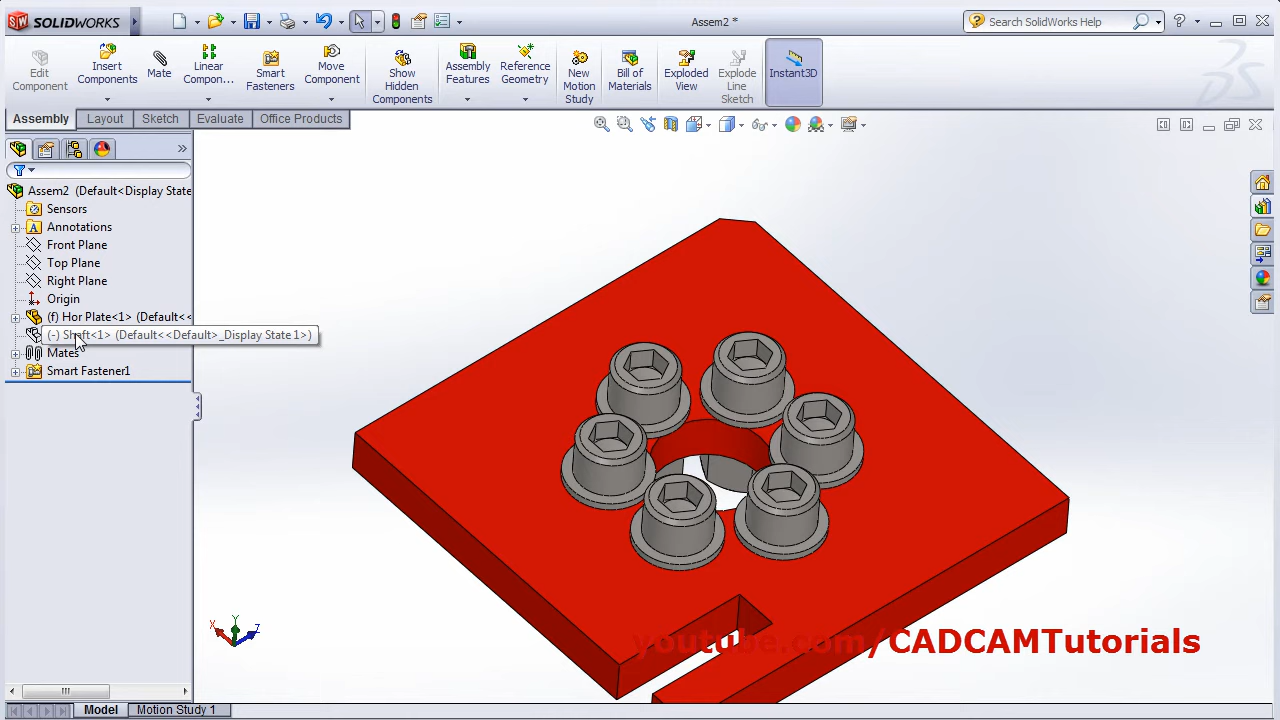 SOLIDWORKS
Assem2 *
Search SolidWorks Help
Edit Component
Insert Components
Mate
Linear Compon...
Smart Fasteners
Move Component
Show Hidden Components
Assembly Features
Reference Geometry
New Motion Study
Bill of Materials
Exploded View
Explode Line Sketch
Instant3D
Assembly
Layout
Sketch
Evaluate
Office Products
Assem2 (Default<Display State
Sensors
A
Annotations
Front Plane
Top Plane
Right Plane
Origin
(f) Hor Plate<1> (Default<<
(-) Shaft<1> (Default<<Default>_Display State 1>)
Mates
Smart Fastener1
Y
X
Z
youtube.com/CADCAMTutorials
Model
Motion Study 1